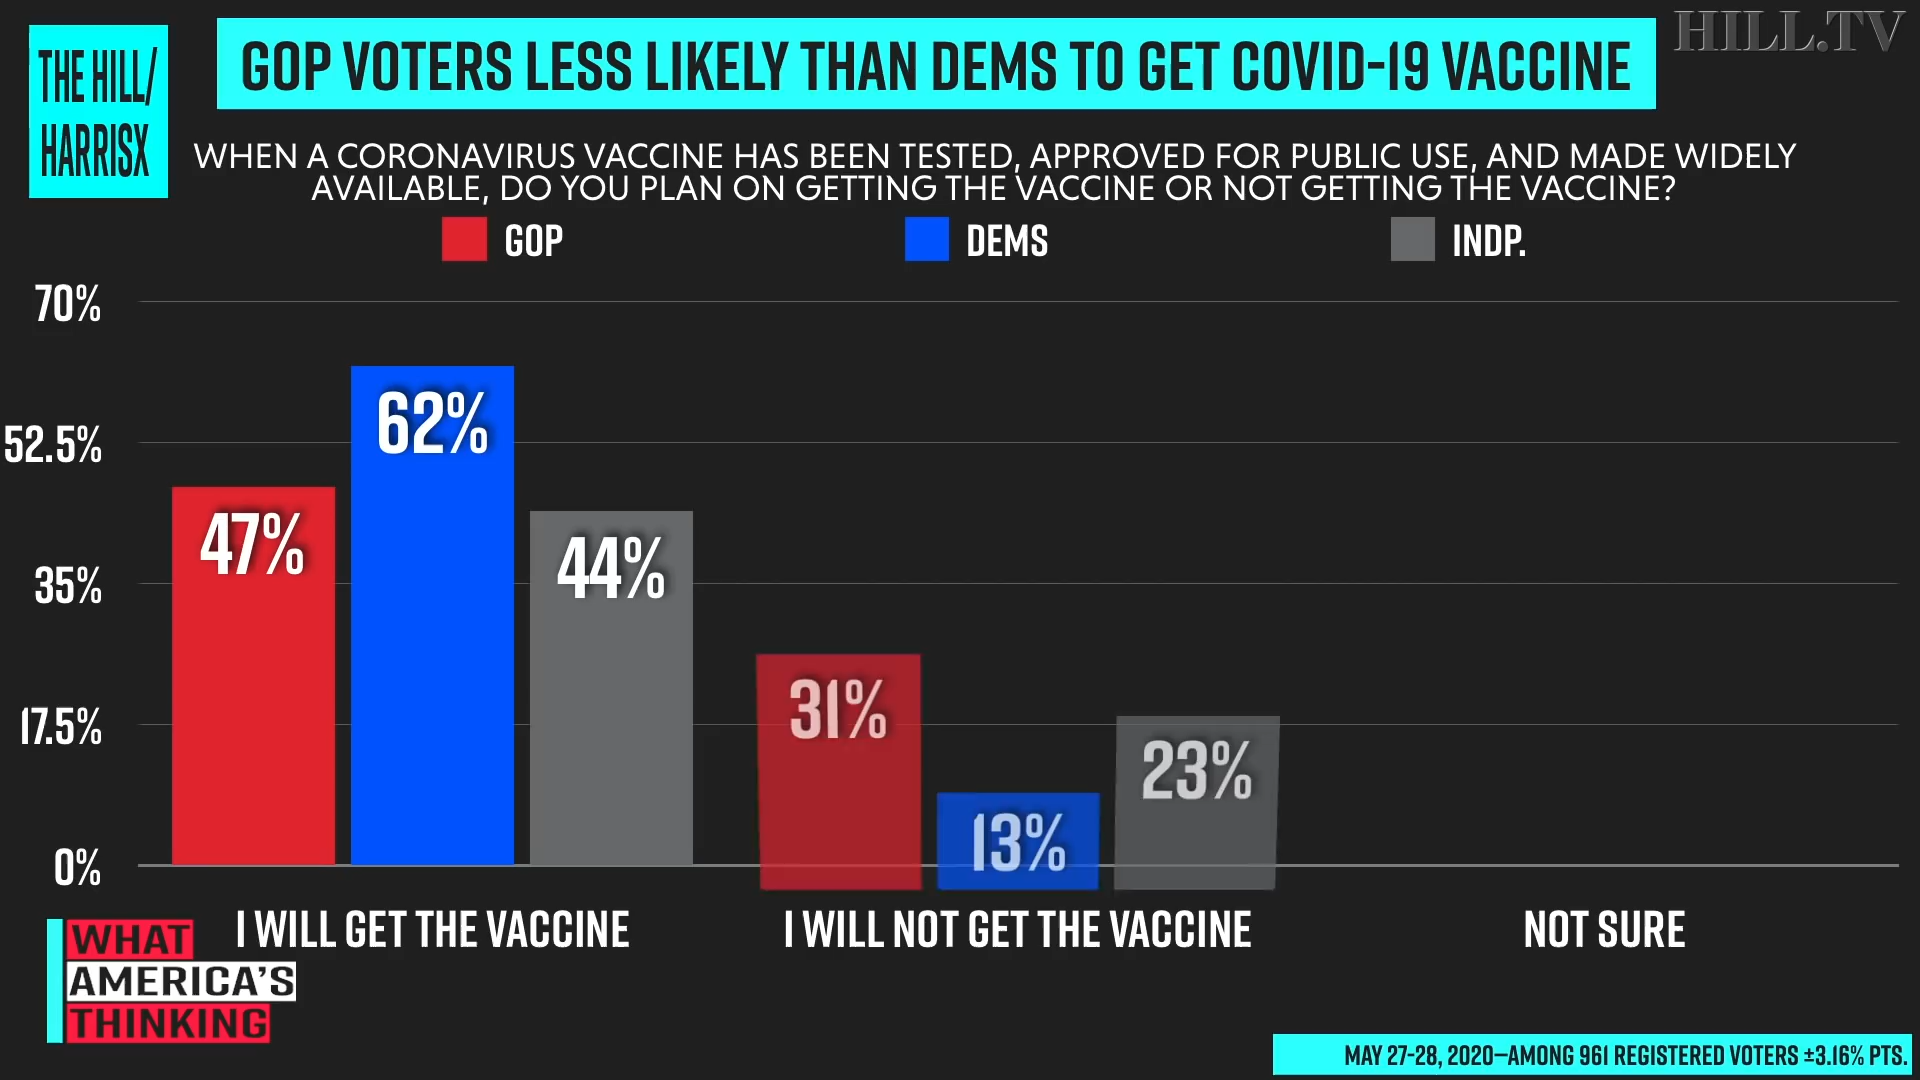 THE HILL/
HARRISX
GOP VOTERS LESS LIKELY THAN DEMS TO GET COVID-19 VACCINE
HILL.TV
WHEN A CORONAVIRUS VACCINE HAS BEEN TESTED, APPROVED FOR PUBLIC USE, AND MADE WIDELY
AVAILABLE, DO YOU PLAN ON GETTING THE VACCINE OR NOT GETTING THE VACCINE?
GOP
DEMS
INDP.
70%
52.5%
35%
17.5%
0%
47%
62%
44%
31%
13%
23%
I WILL GET THE VACCINE
I WILL NOT GET THE VACCINE
NOT SURE
WHAT
AMERICA'S
THINKING
MAY 27-28, 2020–AMONG 961 REGISTERED VOTERS ±3.16% PTS.